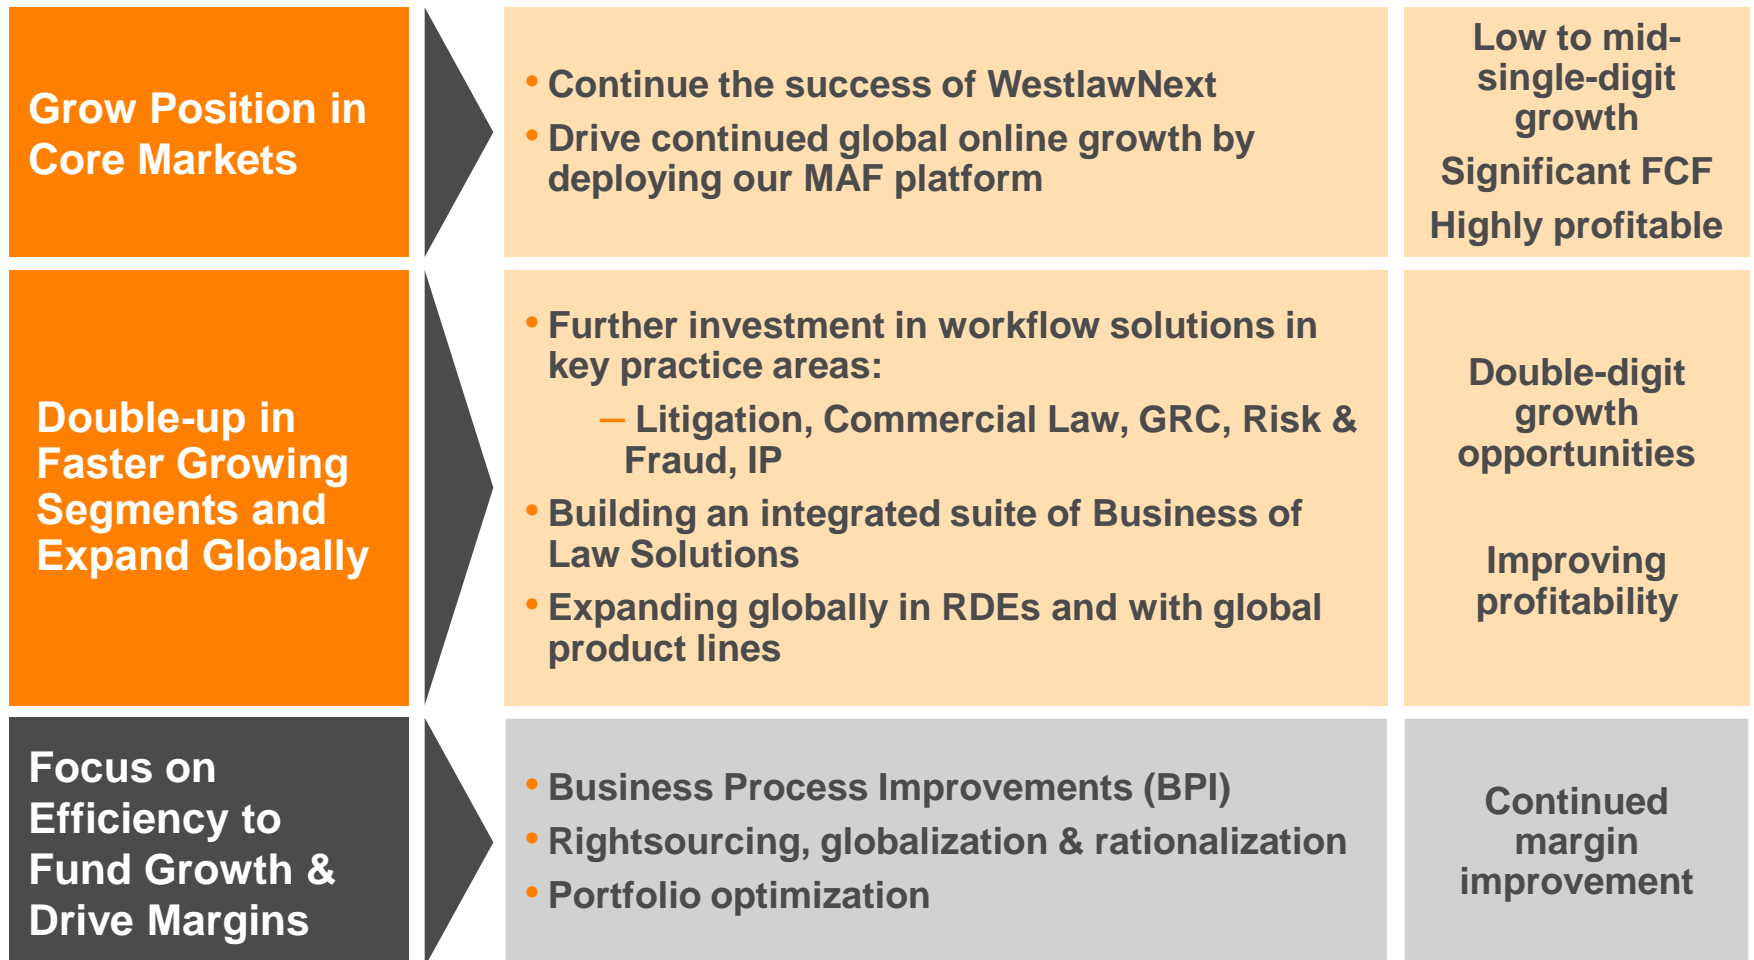 Grow Position in
Core Markets
• Continue the success of WestlawNext
• Drive continued global online growth by
deploying our MAF platform
Low to mid-
single-digit
growth
Significant FCF
Highly profitable
Double-up in
Faster Growing
Segments and
Expand Globally
• Further investment in workflow solutions in
key practice areas:
– Litigation, Commercial Law, GRC, Risk &
Fraud, IP
• Building an integrated suite of Business of
Law Solutions
• Expanding globally in RDEs and with global
product lines
Double-digit
growth
opportunities
Improving
profitability
Focus on
Efficiency to
Fund Growth &
Drive Margins
• Business Process Improvements (BPI)
• Rightsourcing, globalization & rationalization
• Portfolio optimization
Continued
margin
improvement